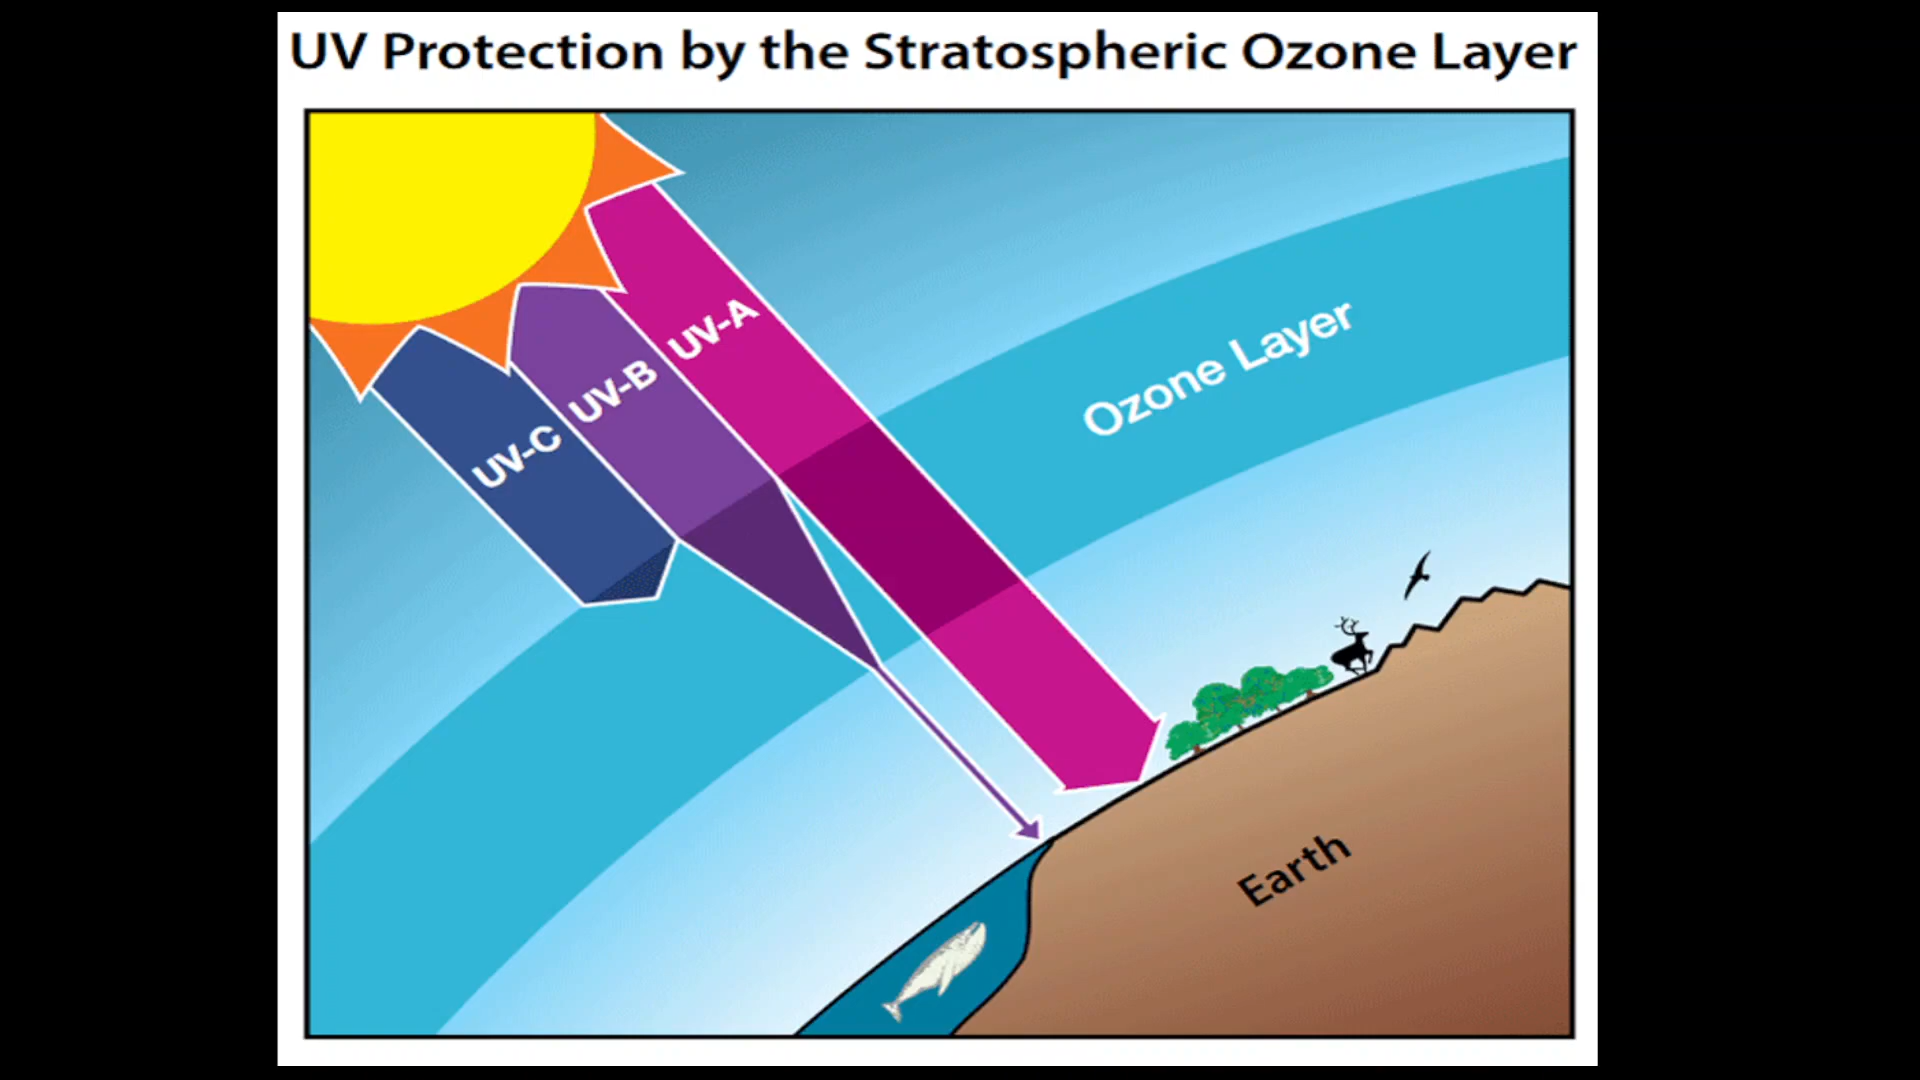 UV Protection by the Stratospheric Ozone Layer
UV-A
UV-B
UV-C
Ozone Layer
Earth